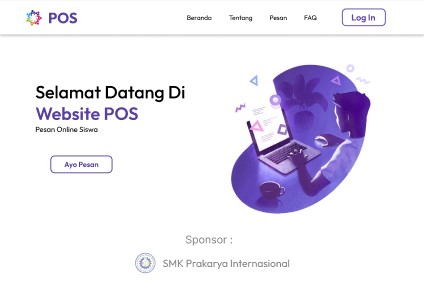 POS
Beranda Tentang Pesan FAQ Log In
Selamat Datang Di
Website POS
Pesan Online Siswa
Ayo Pesan
Sponsor :
SMK Prakarya Internasional